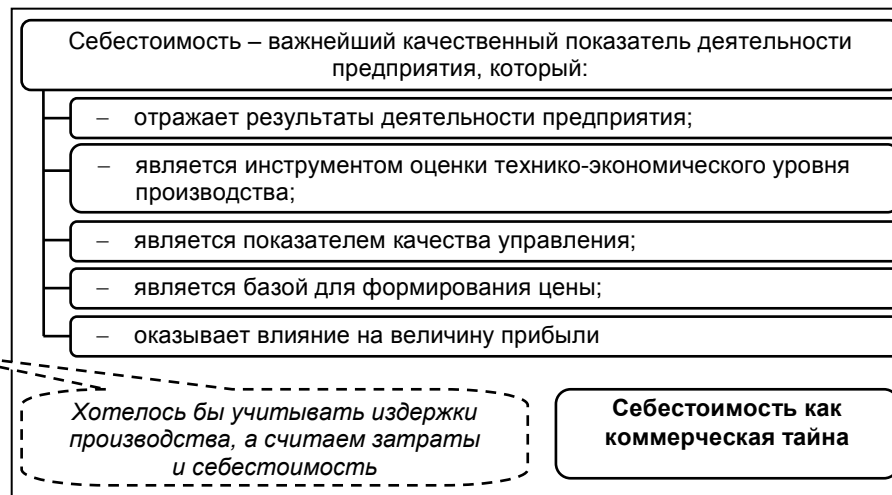 Себестоимость – важнейший качественный показатель деятельности
предприятия, который:
– отражает результаты деятельности предприятия;
– является инструментом оценки технико-экономического уровня
производства;
– является показателем качества управления;
– является базой для формирования цены;
– оказывает влияние на величину прибыли
Хотелось бы учитывать издержки
производства, а считаем затраты
и себестоимость
Себестоимость как
коммерческая тайна